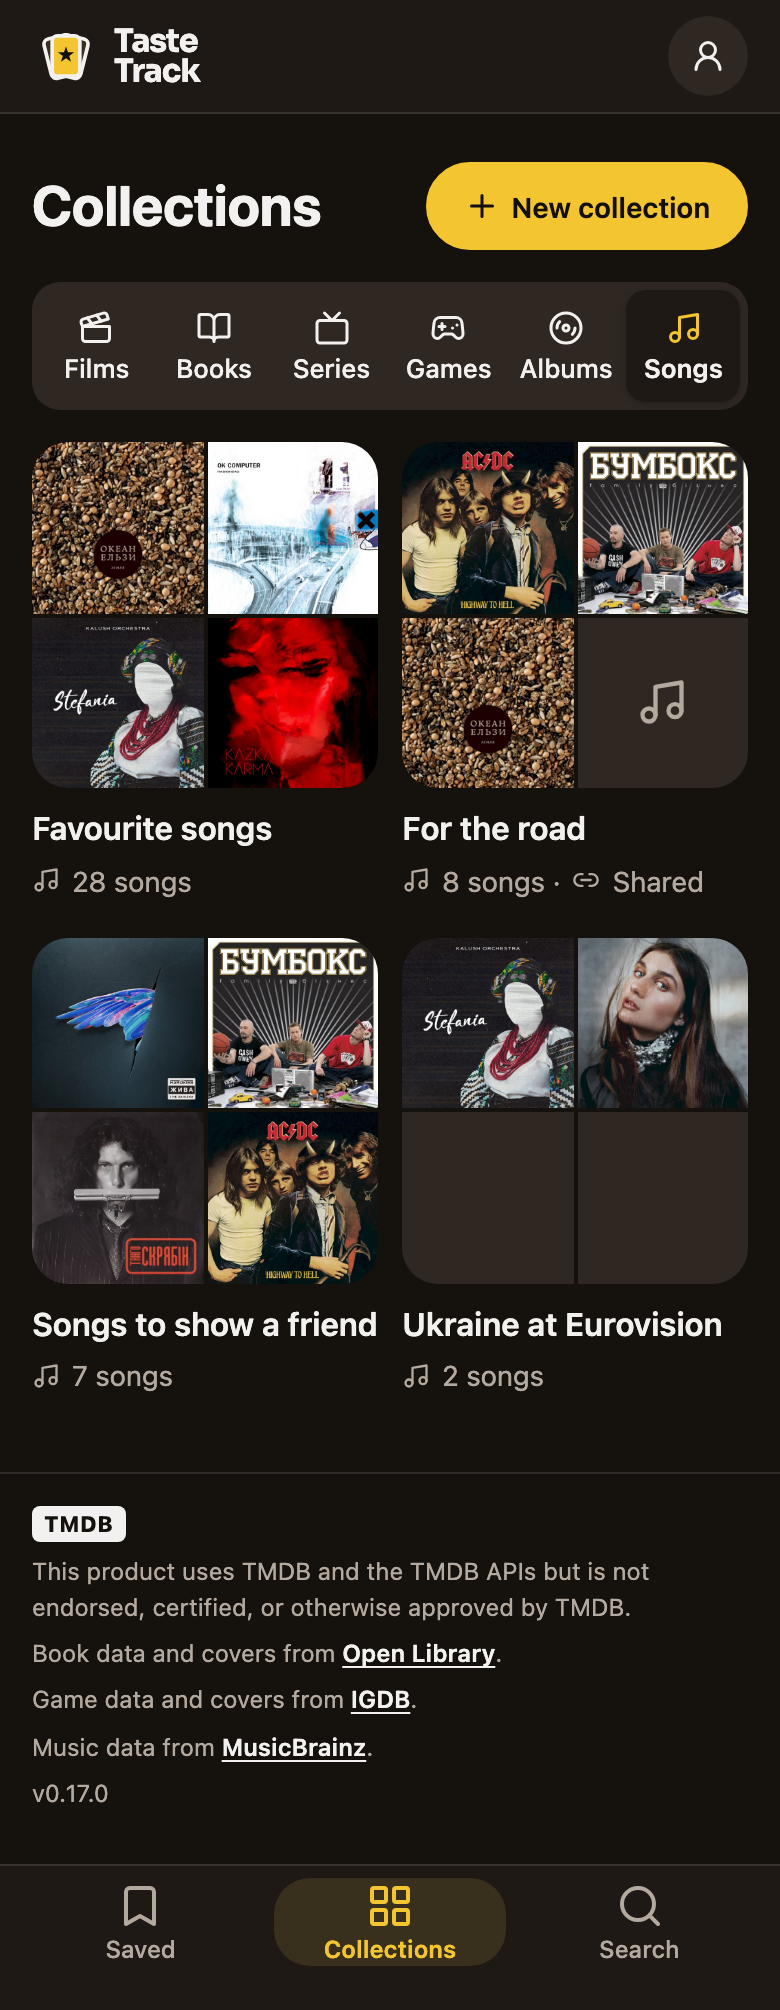 Taste
Track
Collections
New collection
Films
Books
Series
Games
Albums
Songs
ОКЕАН
ЕЛЬЗИ
OK COMPUTER
AC/DC
HIGHWAY TO HELL
БУМБОКС
KALUSH ORCHESTRA
Stefania
KAZKA
KARMA
ОКЕАН
ЕЛЬЗИ
Favourite songs
28 songs
For the road
8 songs · Shared
ЖИВА
БУМБОКС
KALUSH ORCHESTRA
Stefania
СКРЯБІН
AC/DC
HIGHWAY TO HELL
Songs to show a friend
7 songs
Ukraine at Eurovision
2 songs
TMDB
This product uses TMDB and the TMDB APIs but is not
endorsed, certified, or otherwise approved by TMDB.
Book data and covers from Open Library.
Game data and covers from IGDB.
Music data from MusicBrainz.
v0.17.0
Saved
Collections
Search